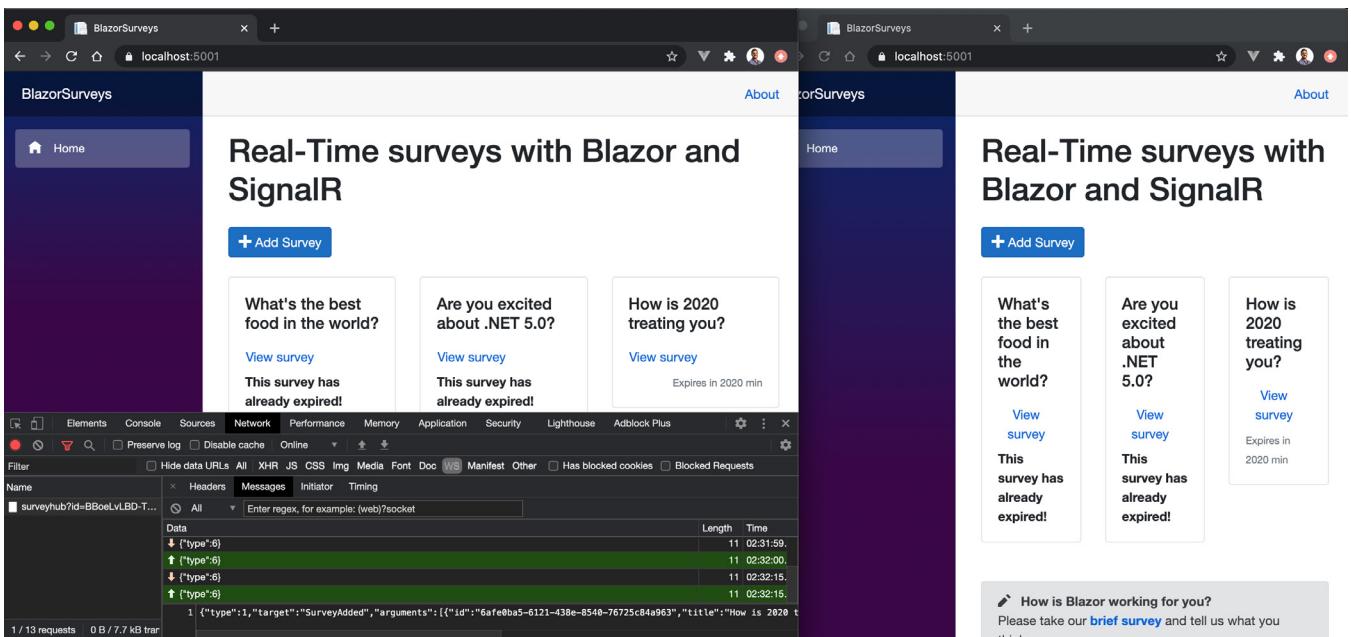 BlazorSurveys × +
localhost:5001
BlazorSurveys
About
Home
Real-Time surveys with Blazor and
SignalR
+ Add Survey
What's the best
food in the world?
View survey
This survey has
already expired!
Are you excited
about .NET 5.0?
View survey
This survey has
already expired!
How is 2020
treating you?
View survey
Expires in 2020 min
Elements Console Sources Network Performance Memory Application Security Lighthouse Adblock Plus
Preserve log Disable cache Online
Filter Hide data URLs All XHR JS CSS Img Media Font Doc WS Manifest Other Has blocked cookies Blocked Requests
Name × Headers Messages Initiator Timing
surveyhub?id=BBoeLvLBD-T...
All Enter regex, for example: (web)?socket
Data Length Time
{"type":6} 11 02:31:59.
{"type":6} 11 02:32:00.
{"type":6} 11 02:32:15.
{"type":6} 11 02:32:15.
1 {"type":1,"target":"SurveyAdded","arguments":[{"id":"6afe0ba5-6121-438e-8540-76725c84a963","title":"How is 2020 t
1 / 13 requests 0 B / 7.7 kB tran
BlazorSurveys × +
localhost:5001
zorSurveys
About
Home
Real-Time surveys with
Blazor and SignalR
+ Add Survey
What's
the best
food in
the
world?
View
survey
This
survey has
already
expired!
Are you
excited
about
.NET
5.0?
View
survey
This
survey has
already
expired!
How is
2020
treating
you?
View
survey
Expires in
2020 min
How is Blazor working for you?
Please take our brief survey and tell us what you